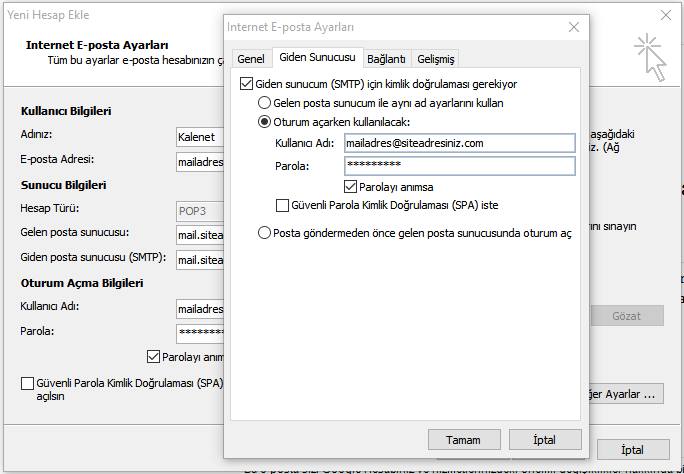 Yeni Hesap Ekle
Internet E-posta Ayarları
Tüm bu ayarlar e-posta hesabınızın
Kullanıcı Bilgileri
Adınız:
Kalenet
E-posta Adresi:
mailadres
Sunucu Bilgileri
Hesap Türü:
POP3
Gelen posta sunucusu:
mail.sitea
Giden posta sunucusu (SMTP):
mail.sitea
Oturum Açma Bilgileri
Kullanıcı Adı:
mailadres
Parola:
********
Parolayı anım
Güvenli Parola Kimlik Doğrulaması (SPA)
açılsın
Internet E-posta Ayarları
Genel
Giden Sunucusu
Bağlantı
Gelişmiş
Giden sunucum (SMTP) için kimlik doğrulaması gerekiyor
Gelen posta sunucum ile aynı ad ayarlarını kullan
Oturum açarken kullanılacak:
Kullanıcı Adı:
mailadres@siteadresiniz.com
Parola:
*********
Parolayı anımsa
Güvenli Parola Kimlik Doğrulaması (SPA) iste
Posta göndermeden önce gelen posta sunucusunda oturum aç
Tamam
İptal
aşağıdaki
iz. (Ağ
ını sınayın
Gözat
ğer Ayarlar ...
İptal